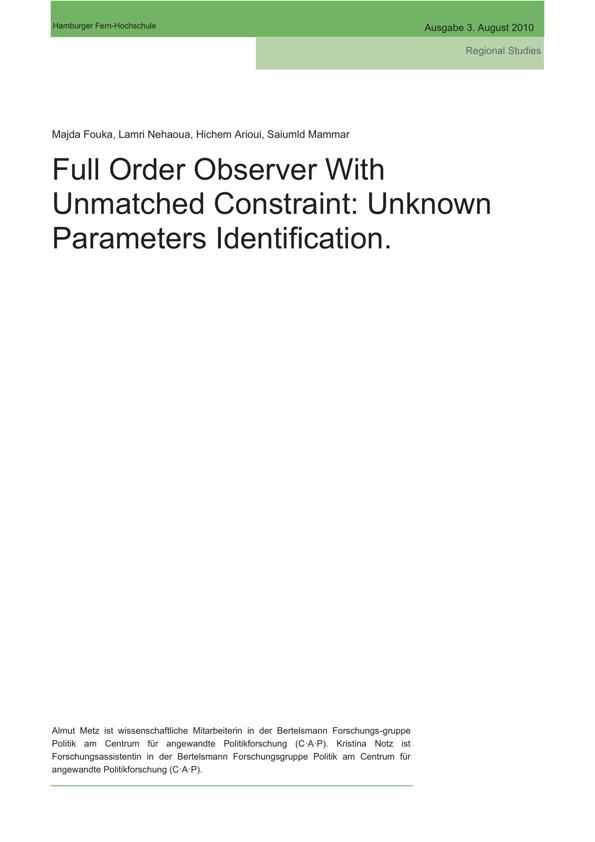 Hamburger Fern-Hochschule
Ausgabe 3. August 2010
Regional Studies
Majda Fouka, Lamri Nehaoua, Hichem Arioui, Saiumld Mammar
Full Order Observer With
Unmatched Constraint: Unknown
Parameters Identification.
Almut Metz ist wissenschaftliche Mitarbeiterin in der Bertelsmann Forschungs-gruppe
Politik am Centrum für angewandte Politikforschung (C·A·P). Kristina Notz ist
Forschungsassistentin in der Bertelsmann Forschungsgruppe Politik am Centrum für
angewandte Politikforschung (C·A·P).